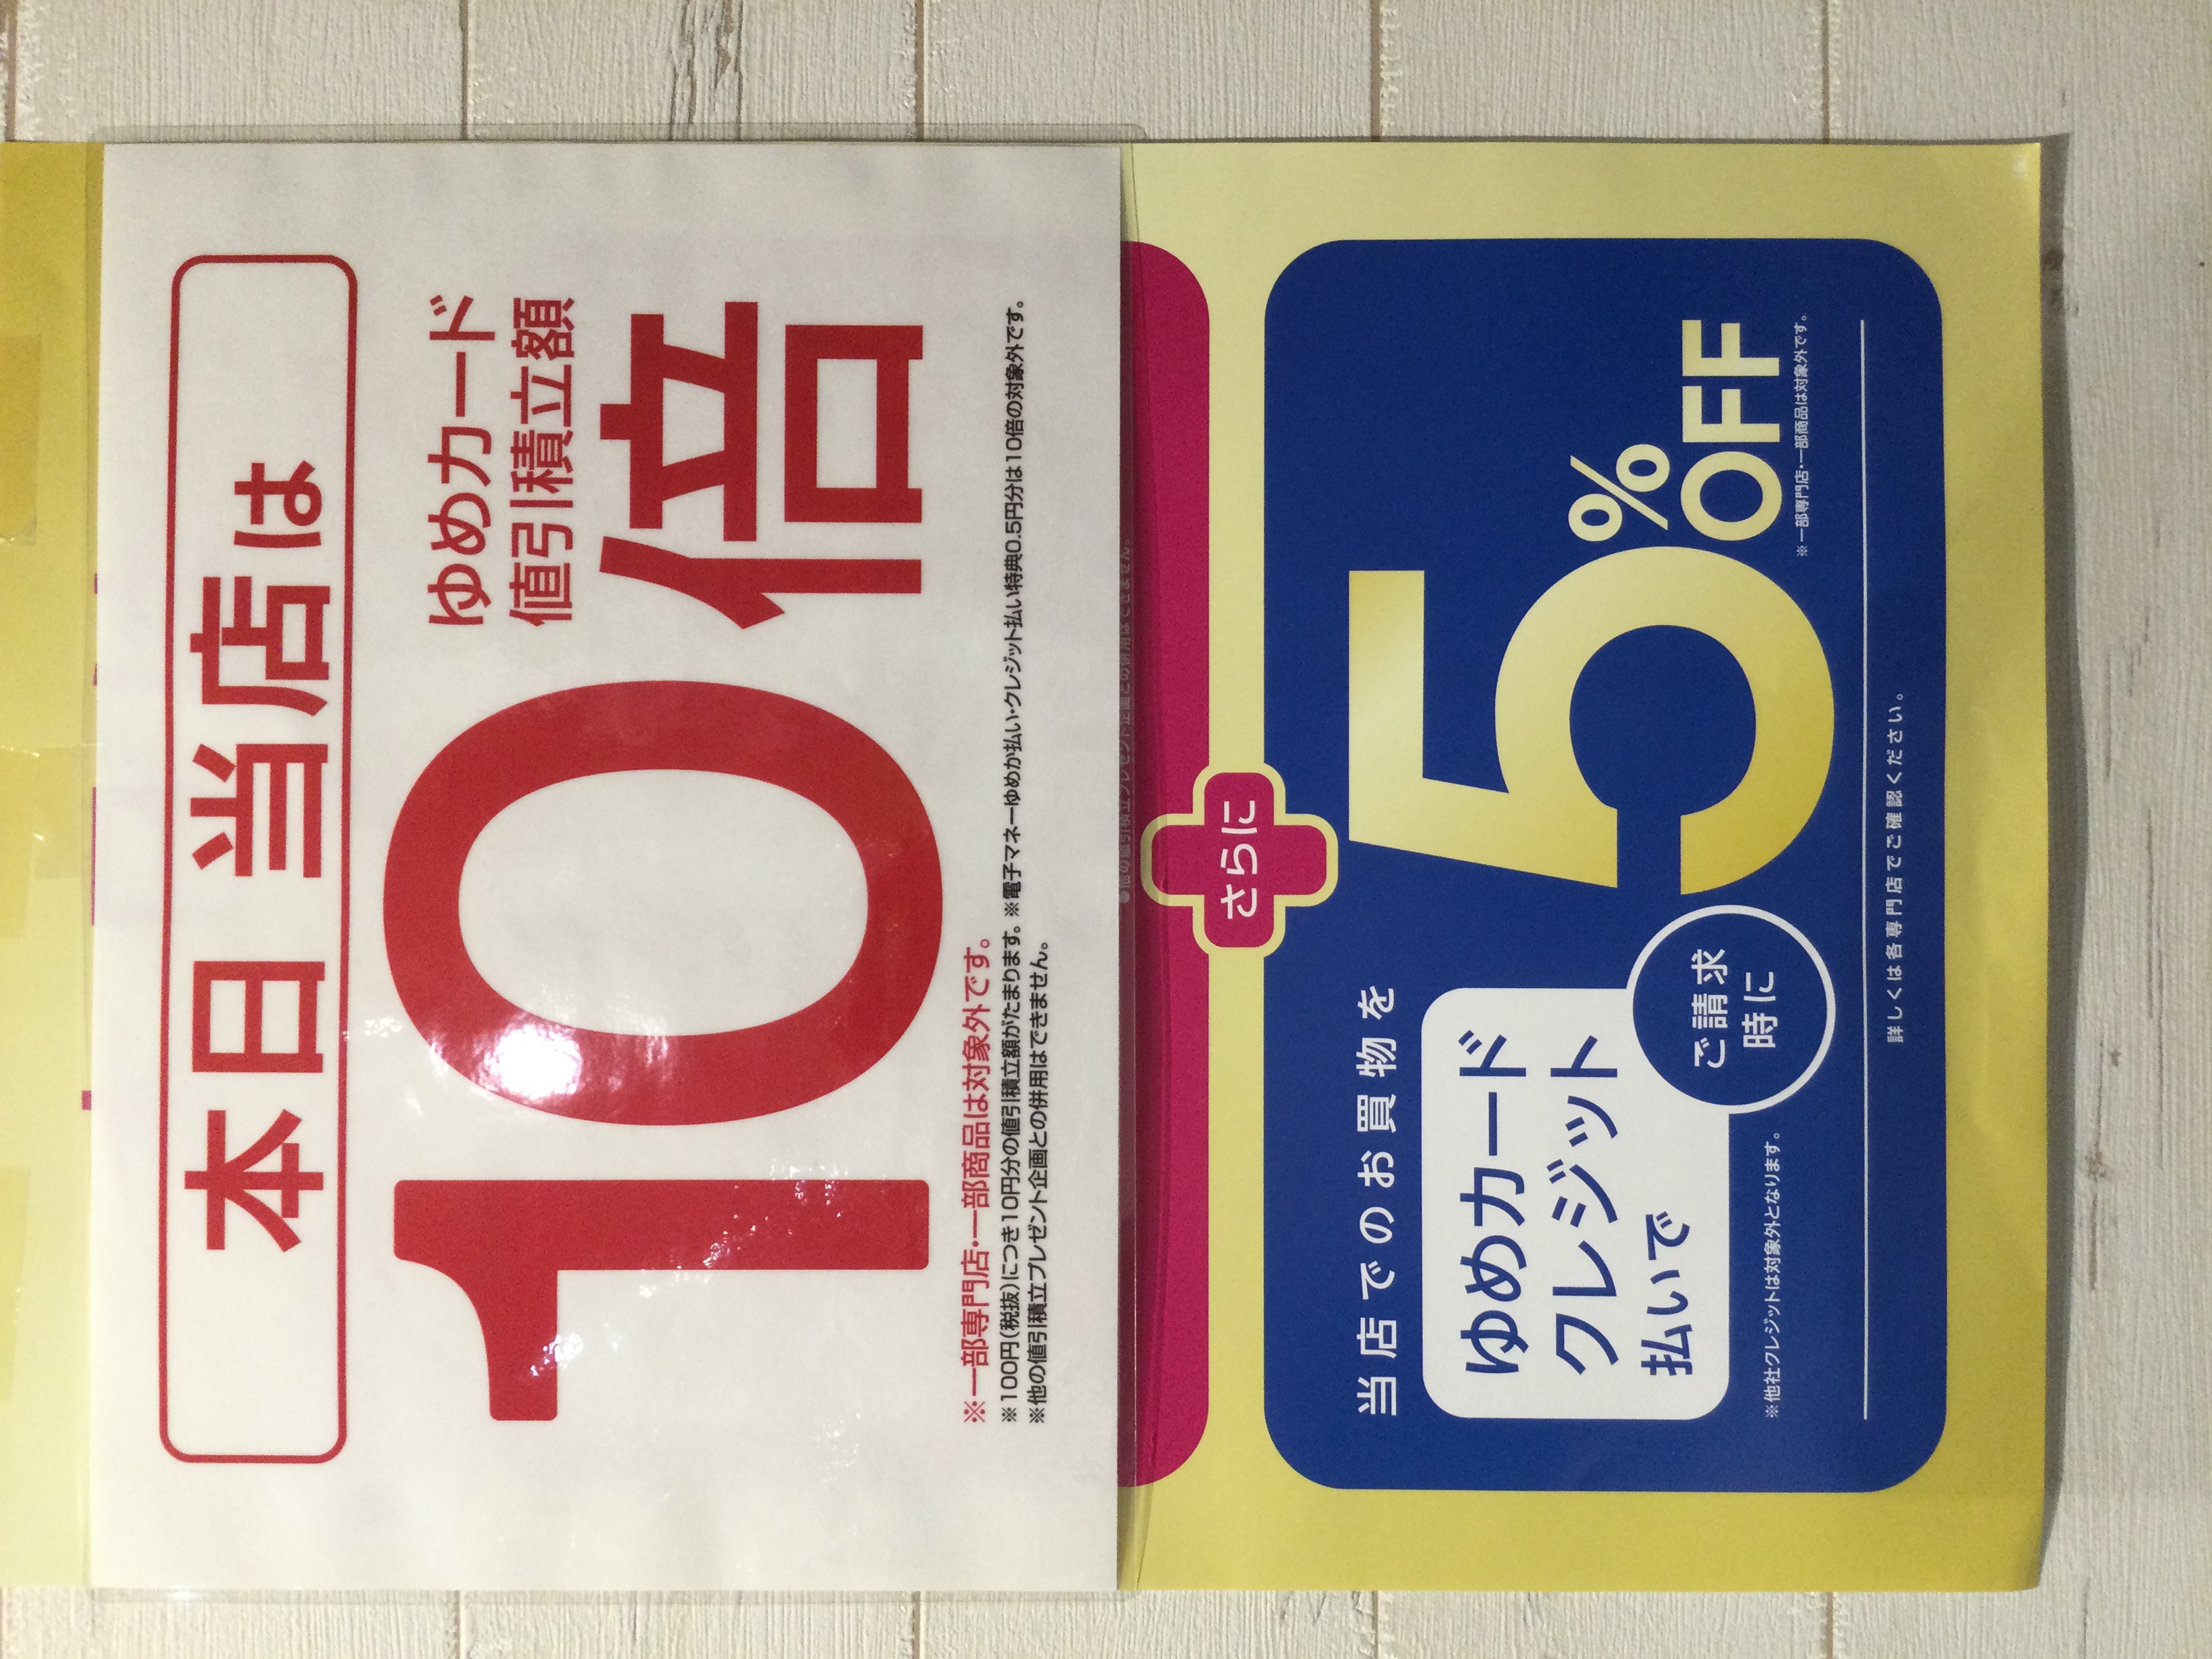 本日 当店は
10倍
ゆめカード
値引積立額
※一部専門店・一部商品は対象外です。
※100円(税抜)につき10円分の値引積立額がたまります。※電子マネーゆめか払い・クレジット払い特典0.5円分は10倍の対象外です。
※他の値引積立プレゼント企画との併用はできません。
さらに
当店でのお買物を
ゆめカード
クレジット
払いで
ご請求
時に
5%OFF
※一部専門店・一部商品は対象外です。
※他社クレジットは対象外となります。
詳しくは各専門店でご確認ください。